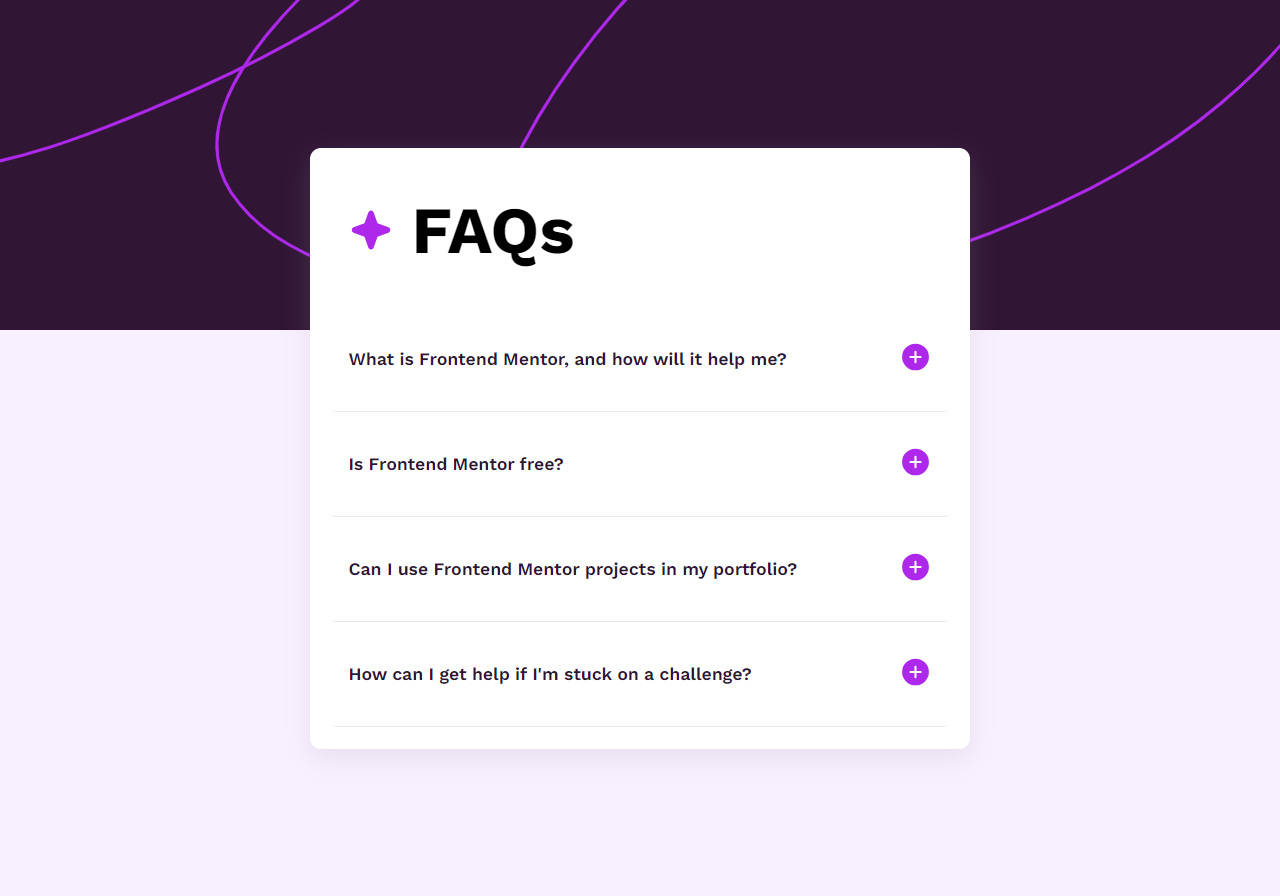 FAQs
What is Frontend Mentor, and how will it help me?
Is Frontend Mentor free?
Can I use Frontend Mentor projects in my portfolio?
How can I get help if I'm stuck on a challenge?